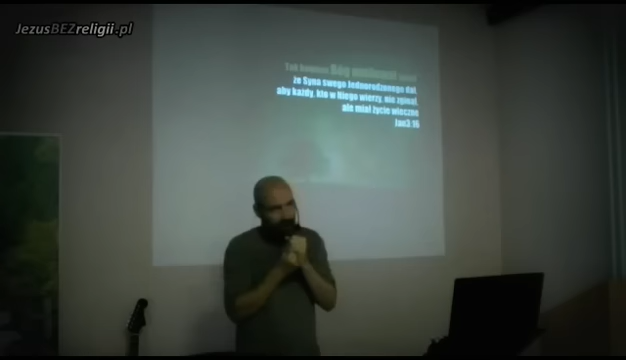 JezusBEZreligii.pl
Tak bowiem Bóg umiłował świat
że Syna swego Jednorodzonego dał,
aby każdy, kto w Niego wierzy, nie zginął,
ale miał życie wieczne
Jan3:16